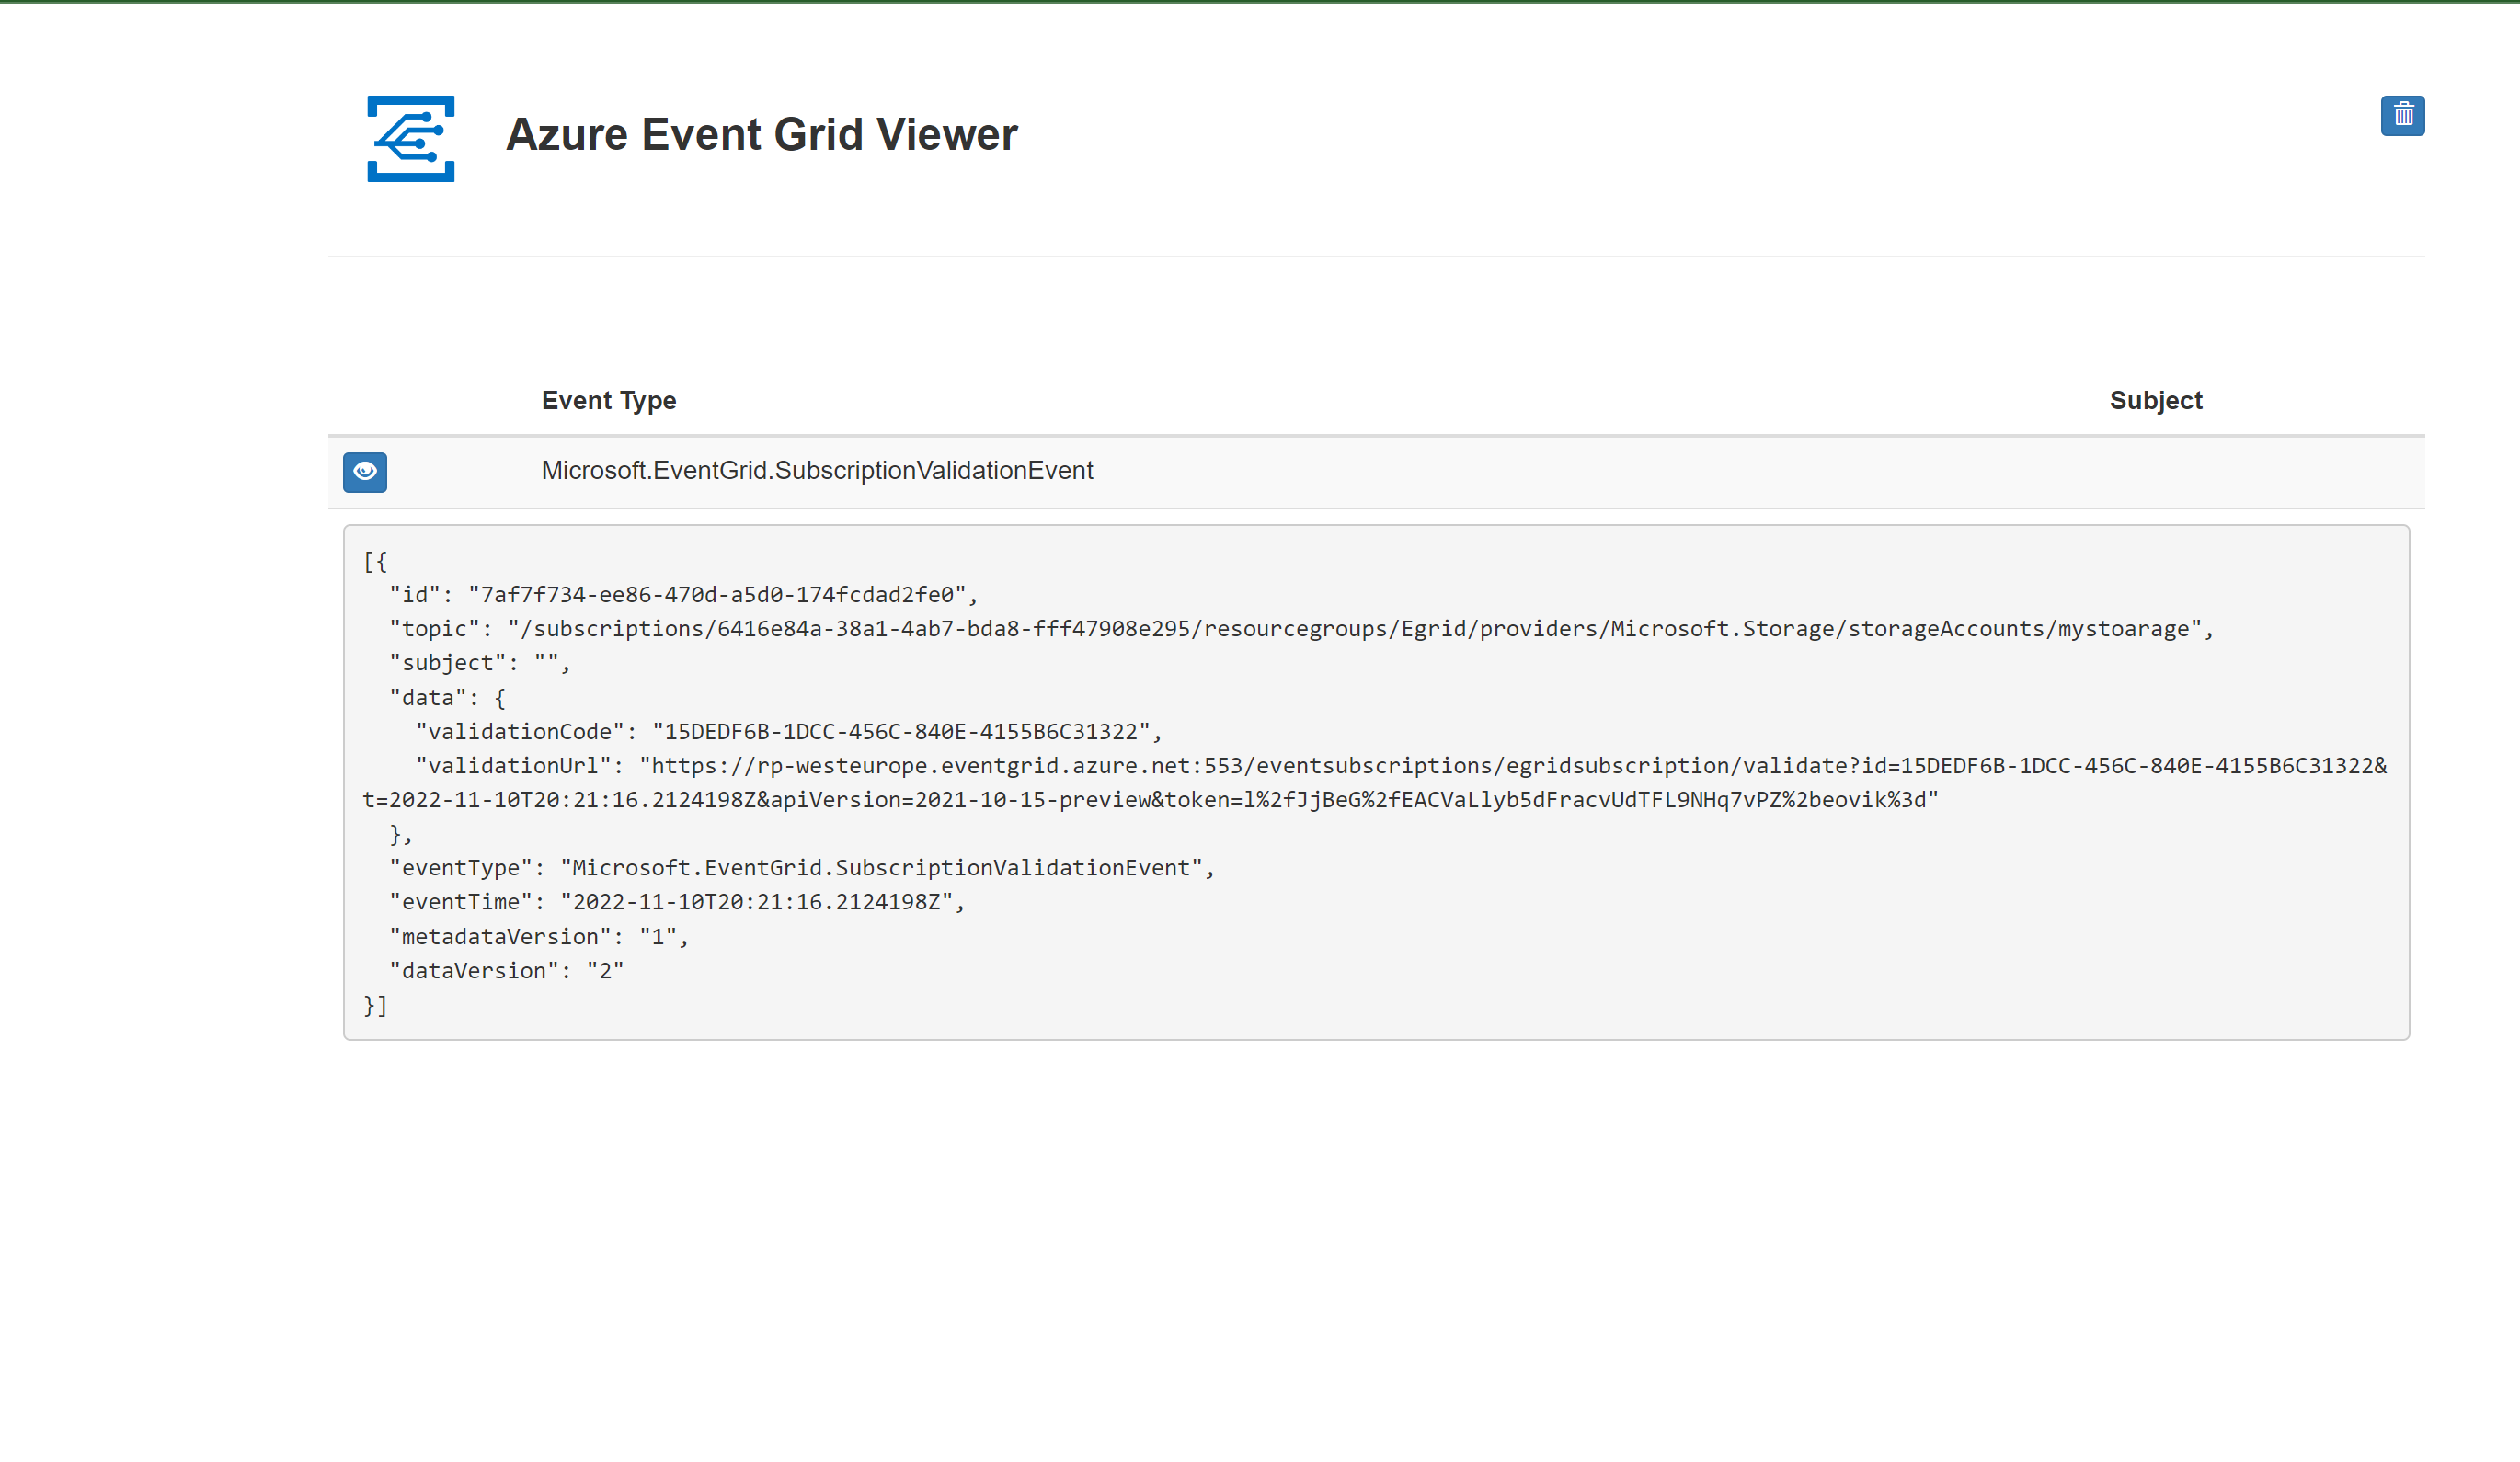 Azure Event Grid Viewer
Event Type Subject
Microsoft.EventGrid.SubscriptionValidationEvent
[{
  "id": "7af7f734-ee86-470d-a5d0-174fcdad2fe0",
  "topic": "/subscriptions/6416e84a-38a1-4ab7-bda8-fff47908e295/resourcegroups/Egrid/providers/Microsoft.Storage/storageAccounts/mystoarage",
  "subject": "",
  "data": {
    "validationCode": "15DEDF6B-1DCC-456C-840E-4155B6C31322",
    "validationUrl": "https://rp-westeurope.eventgrid.azure.net:553/eventsubscriptions/egridsubscription/validate?id=15DEDF6B-1DCC-456C-840E-4155B6C31322&
t=2022-11-10T20:21:16.2124198Z&apiVersion=2021-10-15-preview&token=l%2fJjBeG%2fEACVaLlyb5dFracvUdTFL9NHq7vPZ%2beovik%3d"
  },
  "eventType": "Microsoft.EventGrid.SubscriptionValidationEvent",
  "eventTime": "2022-11-10T20:21:16.2124198Z",
  "metadataVersion": "1",
  "dataVersion": "2"
}]